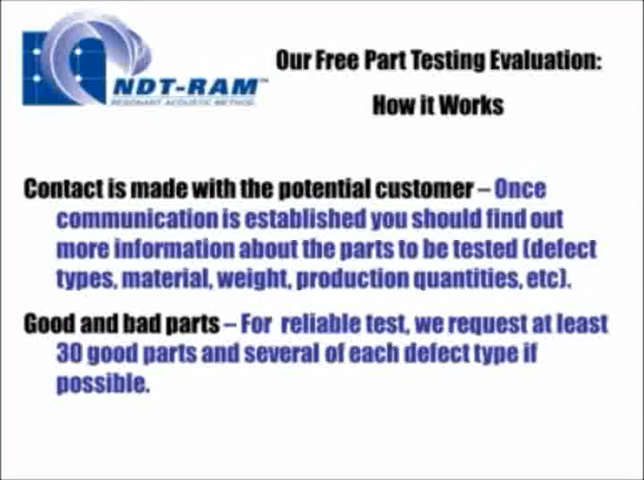 Our Free Part Testing Evaluation:
NDT-RAM™
RESONANT ACOUSTIC METHOD
How it Works
Contact is made with the potential customer – Once
communication is established you should find out
more information about the parts to be tested (defect
types, material, weight, production quantities, etc).
Good and bad parts – For reliable test, we request at least
30 good parts and several of each defect type if
possible.